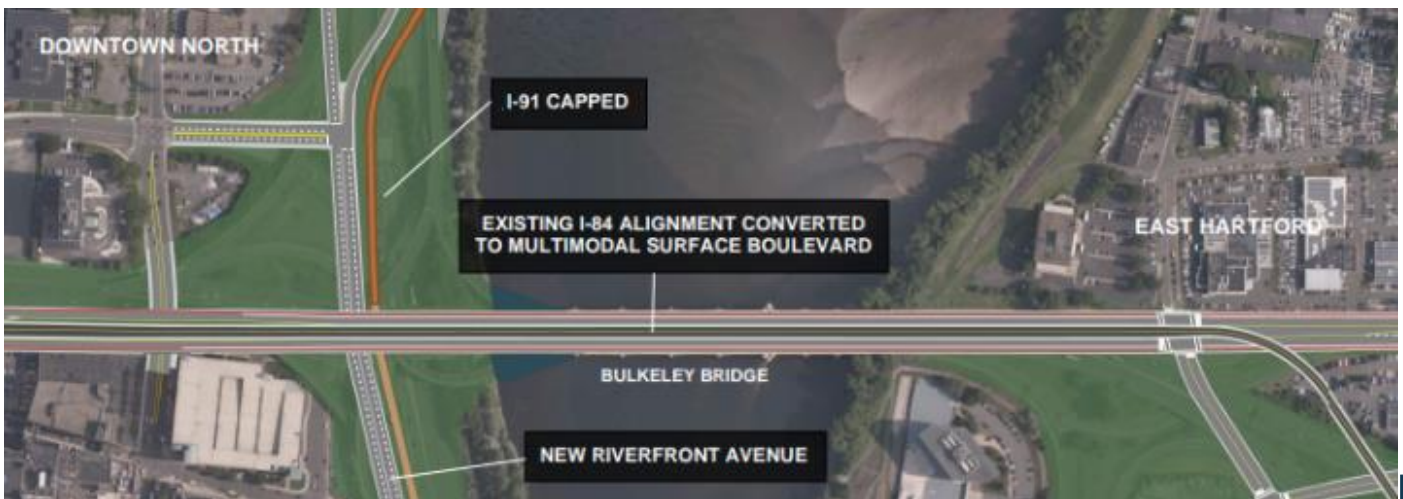 DOWNTOWN NORTH
I-91 CAPPED
EXISTING I-84 ALIGNMENT CONVERTED
TO MULTIMODAL SURFACE BOULEVARD
EAST HARTFORD
BULKELEY BRIDGE
NEW RIVERFRONT AVENUE